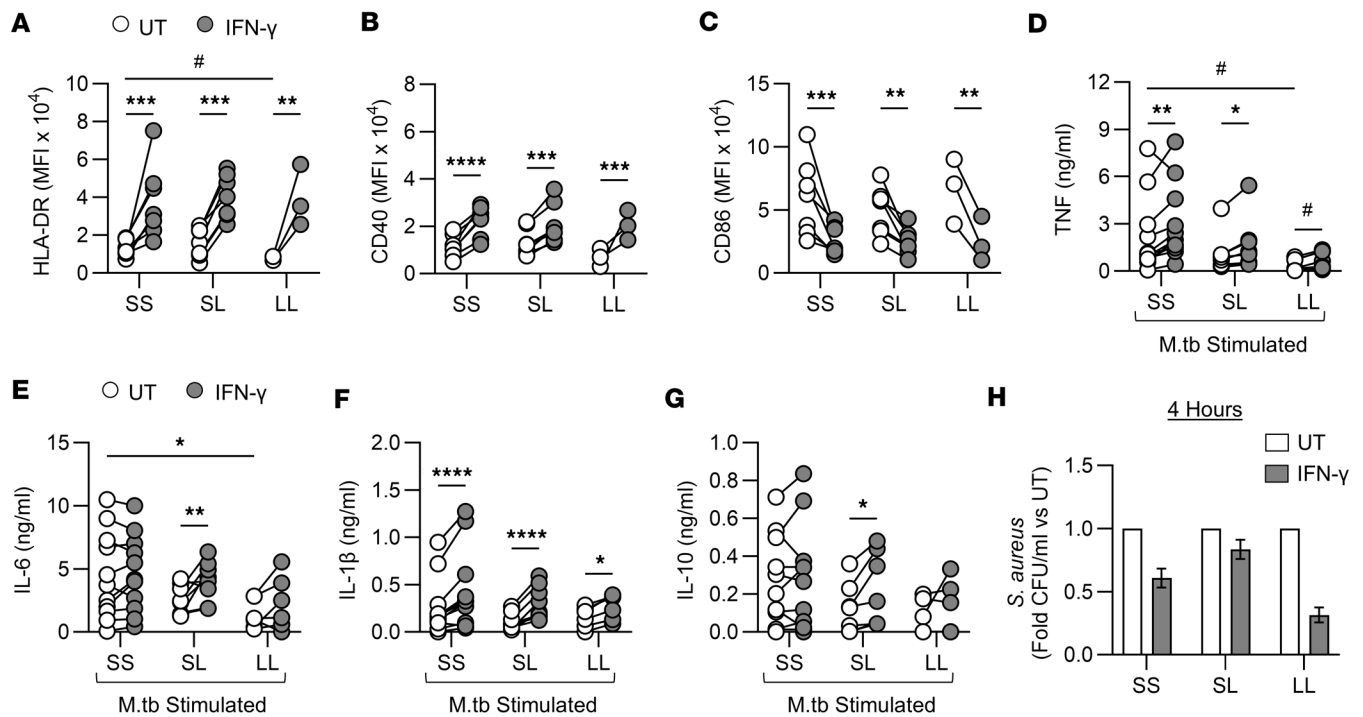 A
UT IFN-γ
#
*** *** **
HLA-DR (MFI x 10⁴)
10
8
6
4
2
0
SS SL LL
B
**** *** ***
CD40 (MFI x 10⁴)
8
6
4
2
0
SS SL LL
C
*** ** **
CD86 (MFI x 10⁴)
15
10
5
0
SS SL LL
D
#
** * #
TNF (ng/ml)
12
9
6
3
0
SS SL LL
M.tb Stimulated
E
UT IFN-γ
*
**
IL-6 (ng/ml)
15
10
5
0
SS SL LL
M.tb Stimulated
F
**** **** *
IL-1β (ng/ml)
2.0
1.5
1.0
0.5
0.0
SS SL LL
M.tb Stimulated
G
*
IL-10 (ng/ml)
1.0
0.8
0.6
0.4
0.2
0.0
SS SL LL
M.tb Stimulated
H
4 Hours
UT
IFN-γ
S. aureus
(Fold CFU/ml vs UT)
1.5
1.0
0.5
0.0
SS SL LL